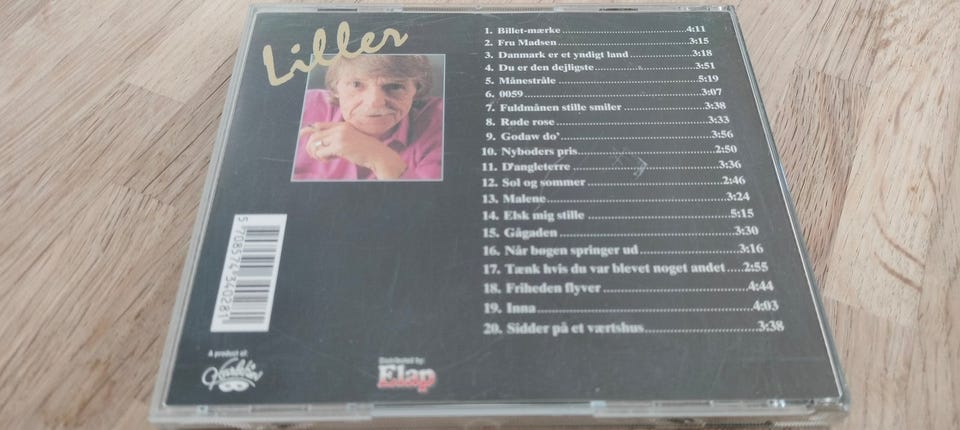 Liller
1. Billet-mærke 4:11
2. Fru Madsen 3:15
3. Danmark er et yndigt land 3:18
4. Du er den dejligste 3:51
5. Månestråle 5:19
6. 0059 3:07
7. Fuldmånen stille smiler 3:38
8. Røde rose 3:33
9. Godaw do' 3:56
10. Nyboders pris 2:50
11. D'angleterre 3:36
12. Sol og sommer 2:46
13. Malene 3:24
14. Elsk mig stille 5:15
15. Gågaden 3:30
16. Når bøgen springer ud 3:16
17. Tænk hvis du var blevet noget andet 2:55
18. Friheden flyver 4:44
19. Inna 4:03
20. Sidder på et værtshus 3:38
5 708574 340281
A product of:
Distributed by:
Elap